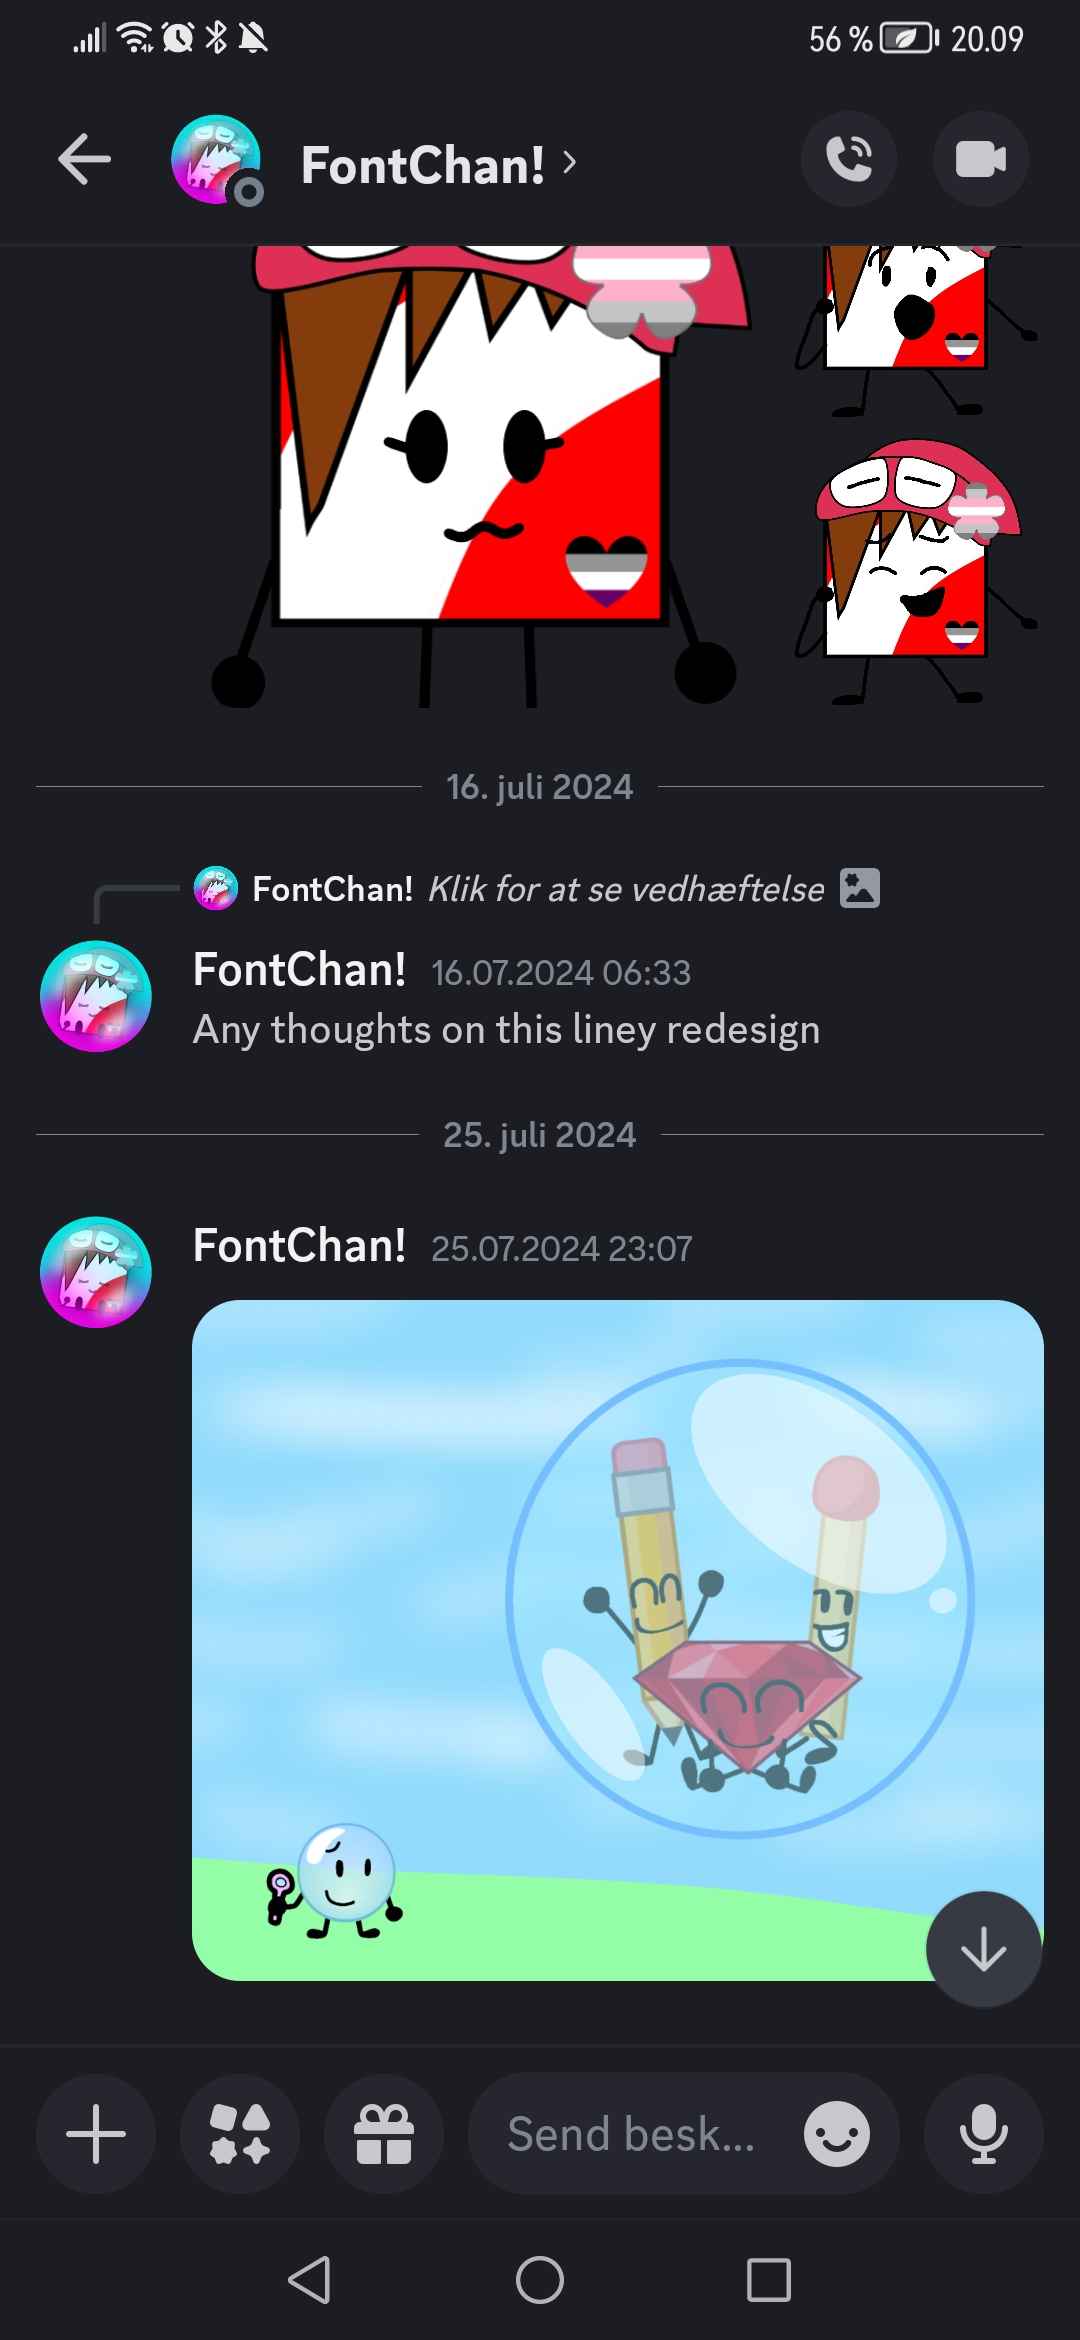 56 % 20.09
FontChan!
16. juli 2024
FontChan! Klik for at se vedhæftelse
FontChan! 16.07.2024 06:33
Any thoughts on this liney redesign
25. juli 2024
FontChan! 25.07.2024 23:07
Send besk...